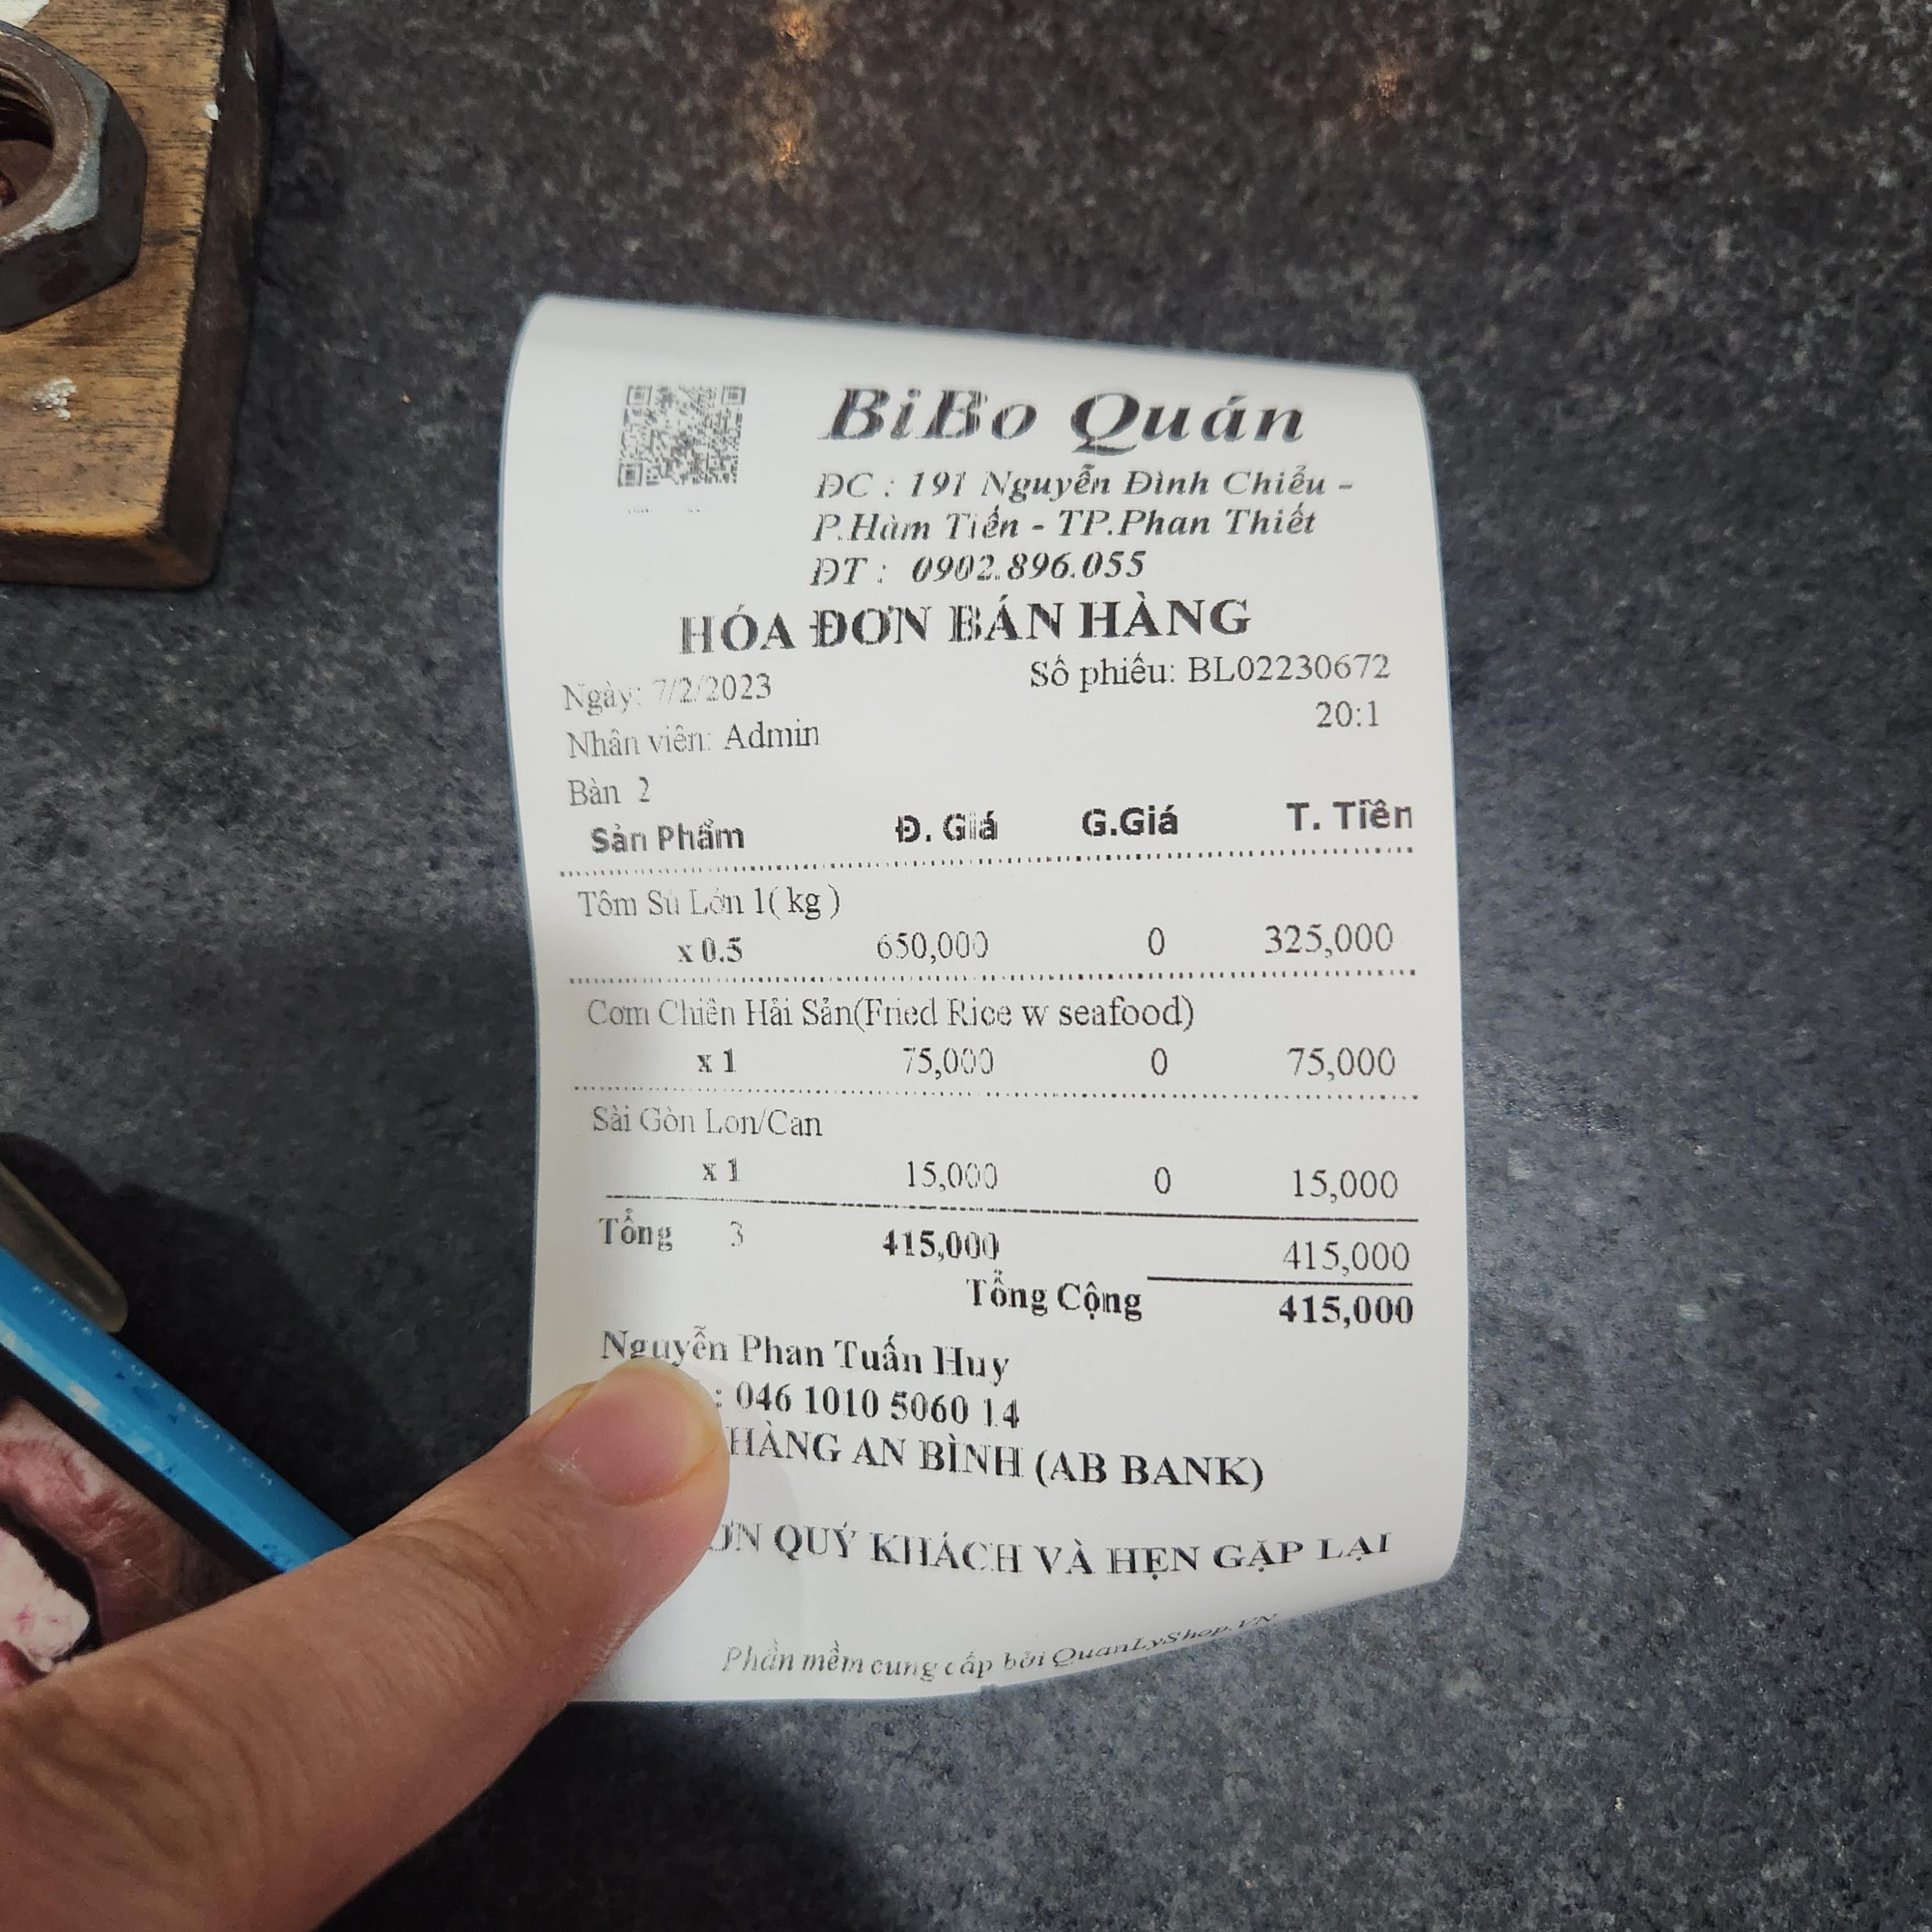 BiBo Quán
ĐC : 191 Nguyễn Đình Chiểu -
P.Hàm Tiến - TP.Phan Thiết
ĐT : 0902.896.055
HÓA ĐƠN BÁN HÀNG
Ngày: 7/2/2023 Số phiếu: BL02230672
Nhân viên: Admin 20:1
Bàn 2
Sản Phẩm Đ. Giá G.Giá T. Tiền
Tôm Sú Lớn 1( kg )
x 0.5 650,000 0 325,000
Cơm Chiên Hải Sản(Fried Rice w seafood)
x 1 75,000 0 75,000
Sài Gòn Lon/Can
x 1 15,000 0 15,000
Tổng 3 415,000 415,000
Tổng Cộng 415,000
Nguyễn Phan Tuấn Huy
: 046 1010 5060 14
HÀNG AN BÌNH (AB BANK)
ƠN QUÝ KHÁCH VÀ HẸN GẶP LẠI
Phần mềm cung cấp bởi QuanLyShop.VN